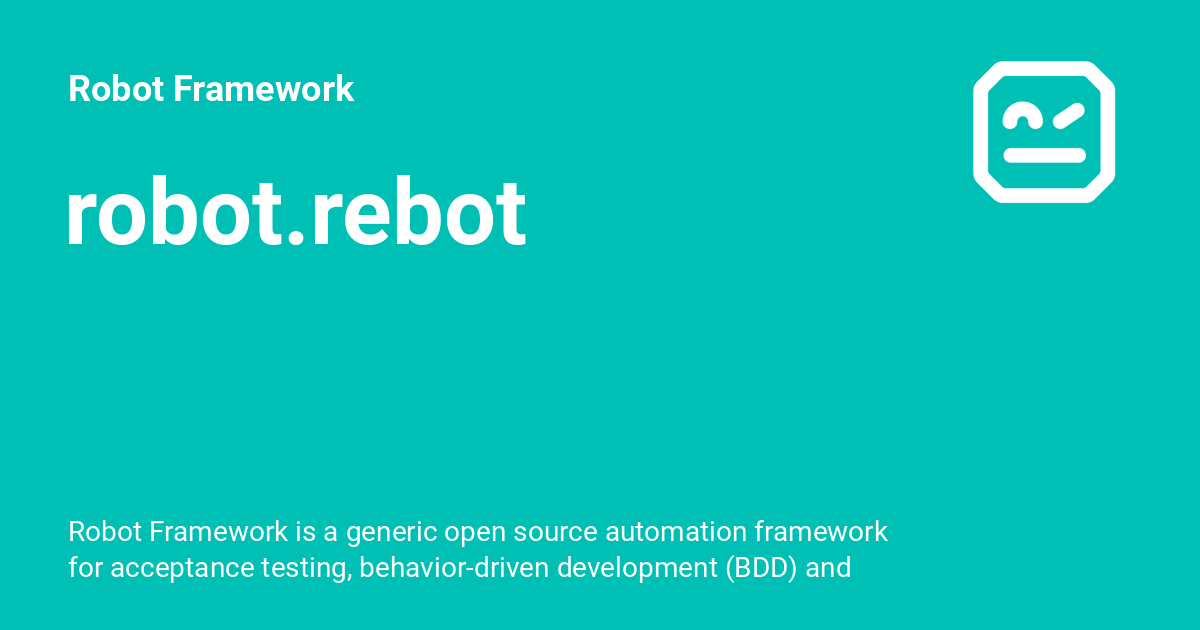 Robot Framework
robot.rebot
Robot Framework is a generic open source automation framework
for acceptance testing, behavior-driven development (BDD) and